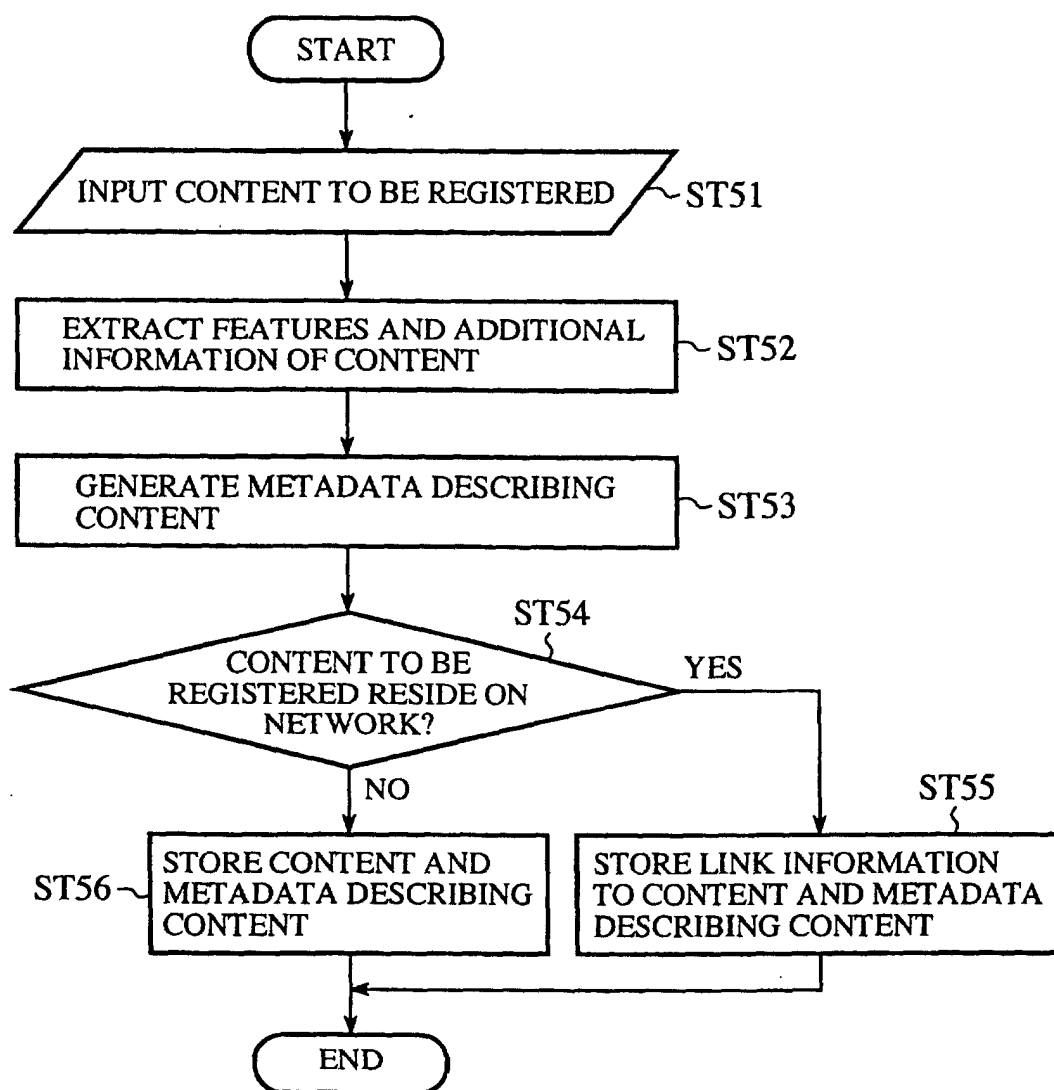 START
INPUT CONTENT TO BE REGISTERED
ST51
EXTRACT FEATURES AND ADDITIONAL
INFORMATION OF CONTENT
ST52
GENERATE METADATA DESCRIBING
CONTENT
ST53
ST54
CONTENT TO BE
REGISTERED RESIDE ON
NETWORK?
YES
NO
ST55
ST56
STORE CONTENT AND
METADATA DESCRIBING
CONTENT
STORE LINK INFORMATION
TO CONTENT AND METADATA
DESCRIBING CONTENT
END